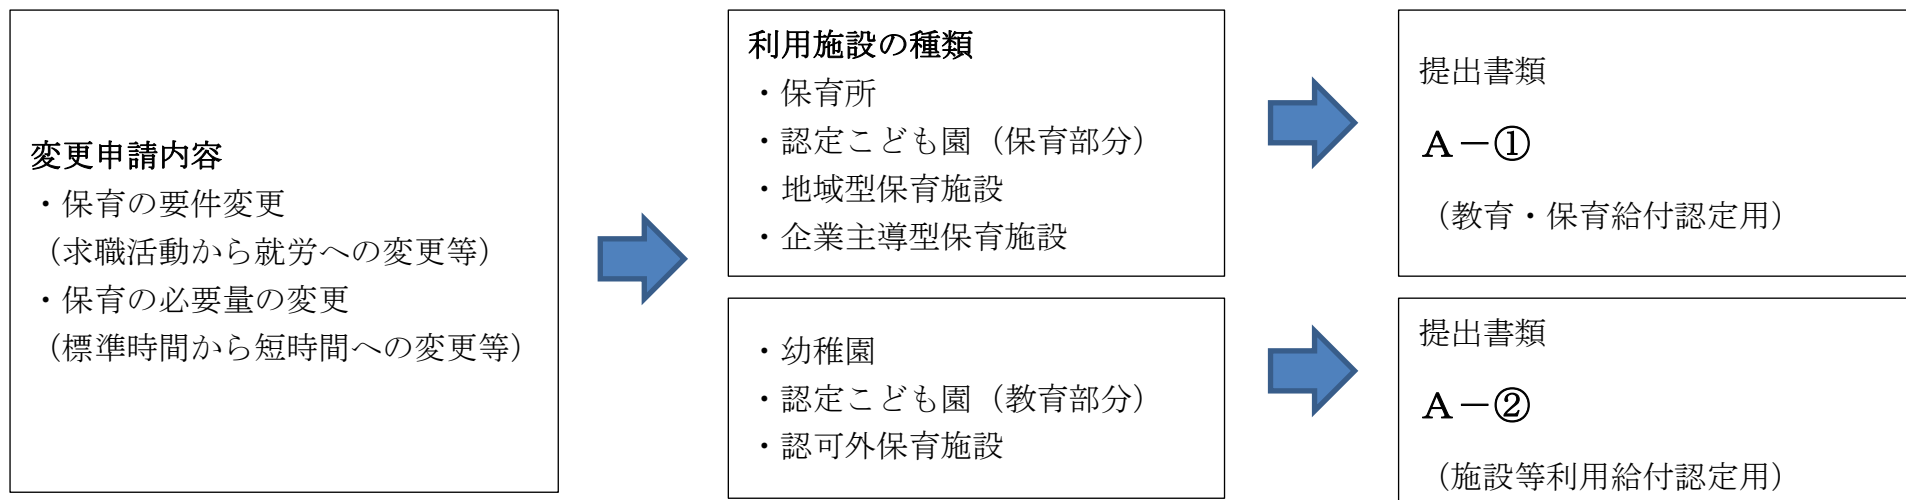 変更申請内容
・保育の要件変更
（求職活動から就労への変更等）
・保育の必要量の変更
（標準時間から短時間への変更等）
利用施設の種類
・保育所
・認定こども園（保育部分）
・地域型保育施設
・企業主導型保育施設
提出書類
Ａ－①
（教育・保育給付認定用）
・幼稚園
・認定こども園（教育部分）
・認可外保育施設
提出書類
Ａ－②
（施設等利用給付認定用）